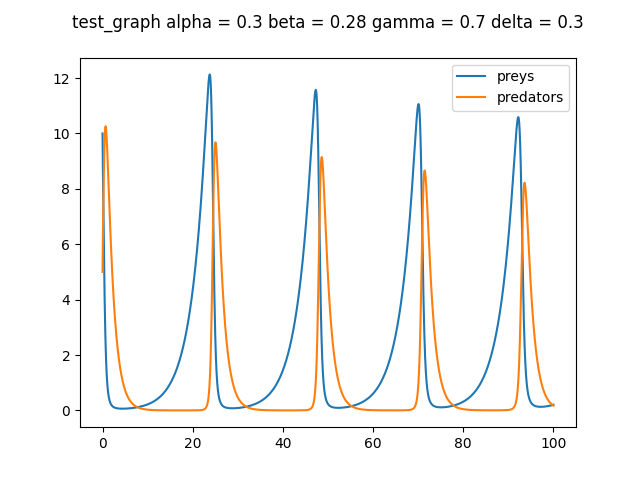 test_graph alpha = 0.3 beta = 0.28 gamma = 0.7 delta = 0.3
preys
predators
12
10
8
6
4
2
0
0 20 40 60 80 100